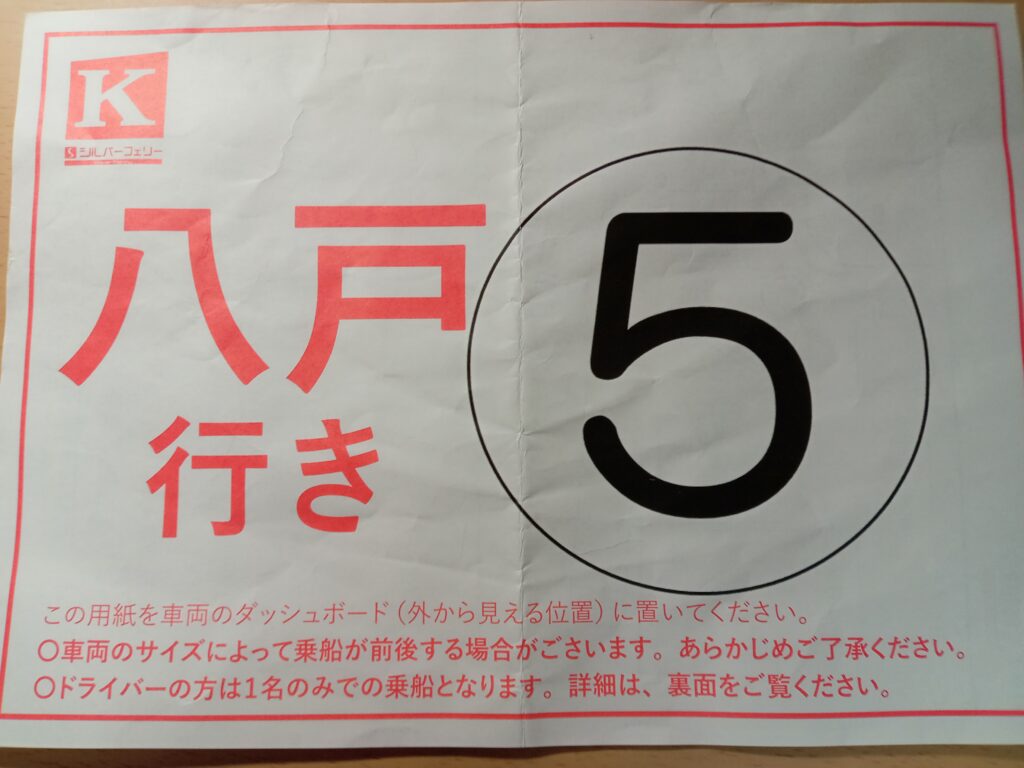 K
シルバーフェリー
八戸
行き
5
この用紙を車両のダッシュボード（外から見える位置）に置いてください。
〇車両のサイズによって乗船が前後する場合がございます。あらかじめご了承ください。
〇ドライバーの方は1名のみでの乗船となります。詳細は、裏面をご覧ください。